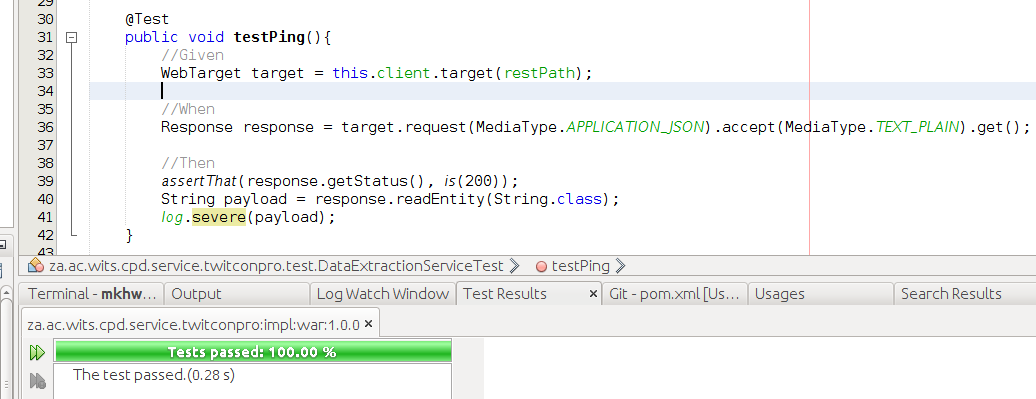 29
30 @Test
31 public void testPing(){
32 //Given
33 WebTarget target = this.client.target(restPath);
34
35 //When
36 Response response = target.request(MediaType.APPLICATION_JSON).accept(MediaType.TEXT_PLAIN).get();
37
38 //Then
39 assertThat(response.getStatus(), is(200));
40 String payload = response.readEntity(String.class);
41 log.severe(payload);
42 }
43
za.ac.wits.cpd.service.twitconpro.test.DataExtractionServiceTest testPing
Terminal - mkhw... Output Log Watch Window Test Results × Git - pom.xml [Us... Usages Search Results
za.ac.wits.cpd.service.twitconpro:impl:war:1.0.0 ×
Tests passed: 100.00 %
The test passed.(0.28 s)